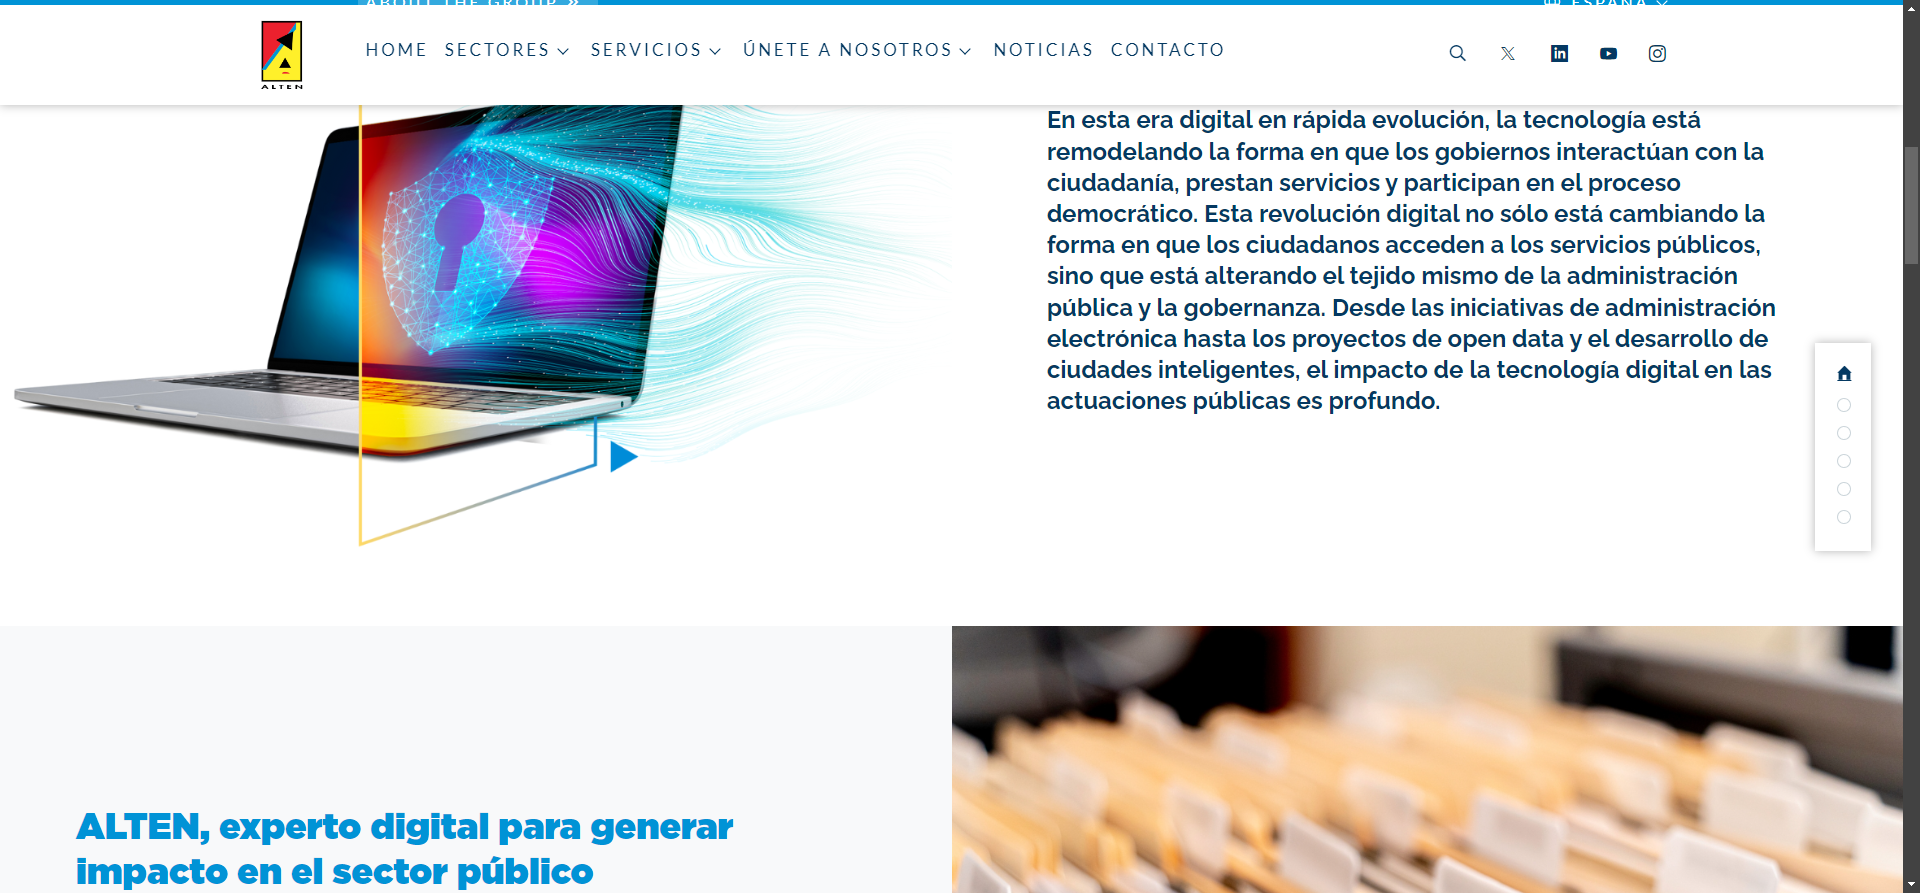 ABOUT THE GROUP »
ESPAÑA
ALTEN
HOME SECTORES SERVICIOS ÚNETE A NOSOTROS NOTICIAS CONTACTO
En esta era digital en rápida evolución, la tecnología está
remodelando la forma en que los gobiernos interactúan con la
ciudadanía, prestan servicios y participan en el proceso
democrático. Esta revolución digital no sólo está cambiando la
forma en que los ciudadanos acceden a los servicios públicos,
sino que está alterando el tejido mismo de la administración
pública y la gobernanza. Desde las iniciativas de administración
electrónica hasta los proyectos de open data y el desarrollo de
ciudades inteligentes, el impacto de la tecnología digital en las
actuaciones públicas es profundo.
ALTEN, experto digital para generar
impacto en el sector público